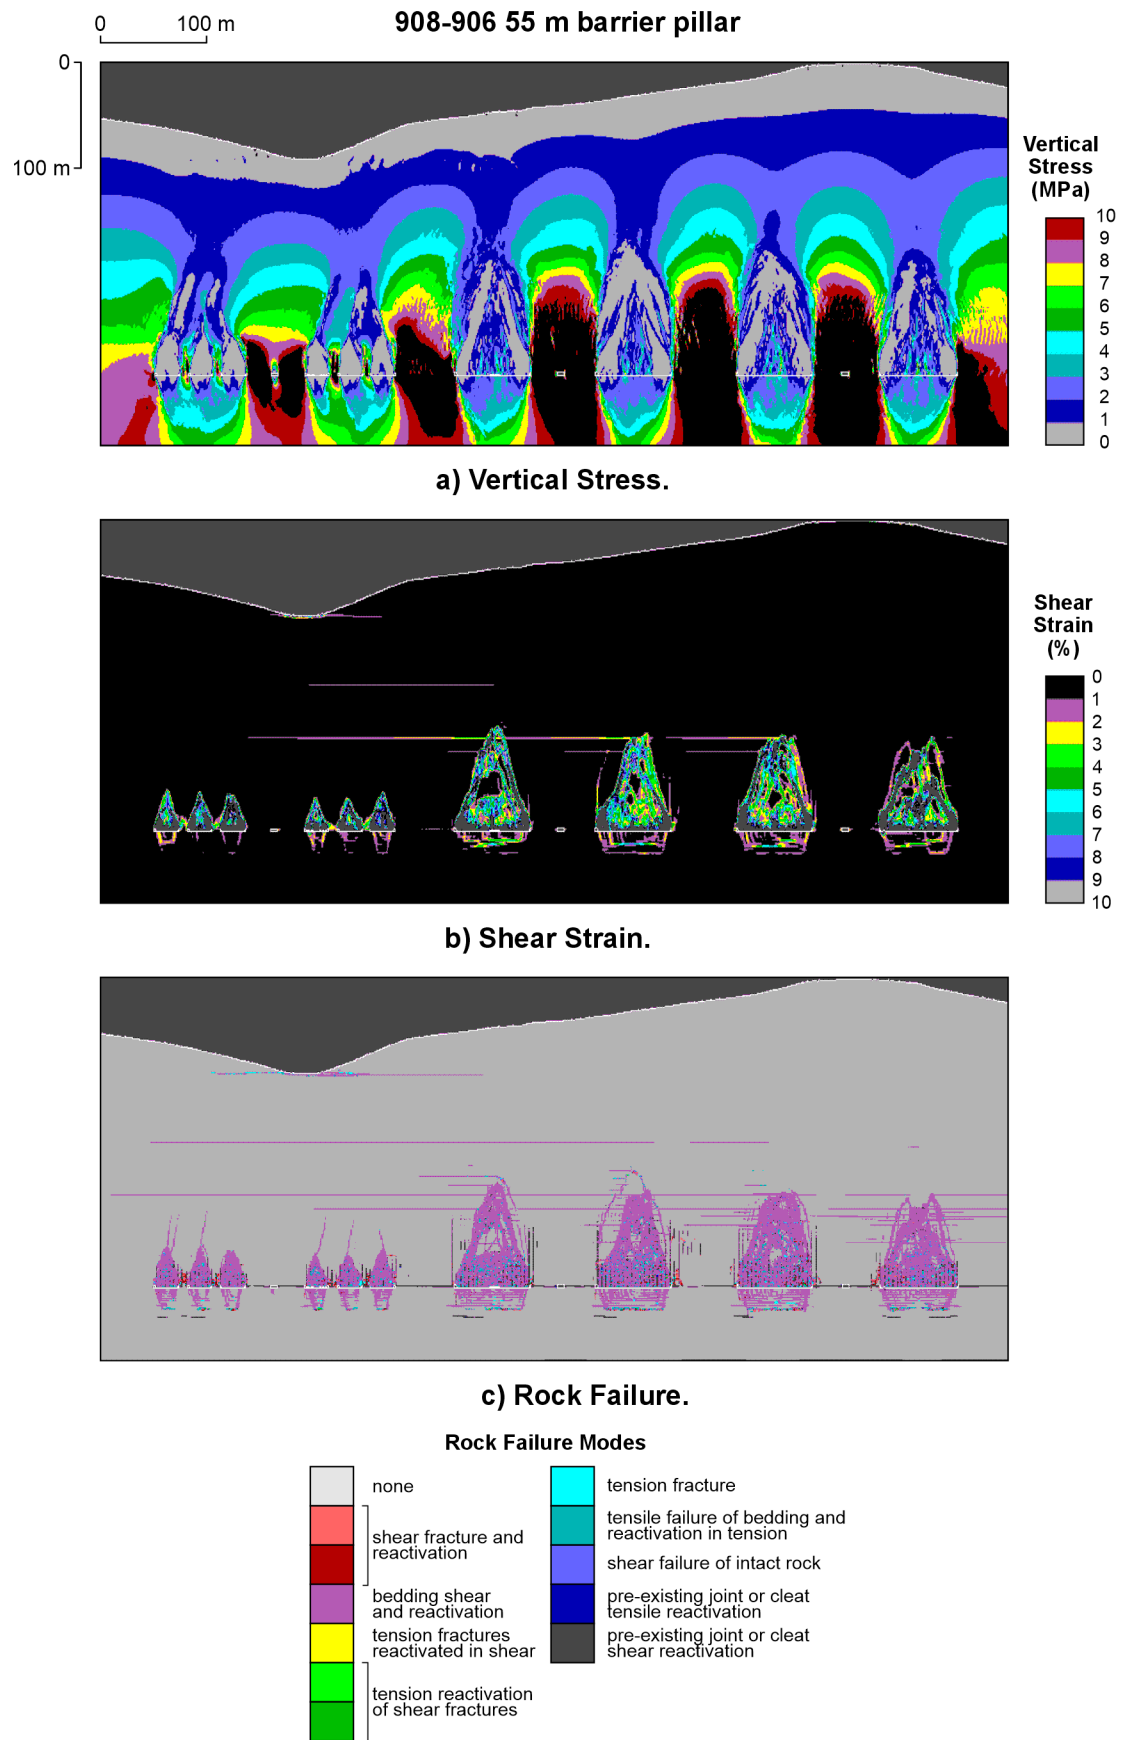 0 100 m
908-906 55 m barrier pillar
0
100 m
Vertical
Stress
(MPa)
10
9
8
7
6
5
4
3
2
1
0
a) Vertical Stress.
Shear
Strain
(%)
0
1
2
3
4
5
6
7
8
9
10
b) Shear Strain.
c) Rock Failure.
Rock Failure Modes
none
shear fracture and
reactivation
bedding shear
and reactivation
tension fractures
reactivated in shear
tension reactivation
of shear fractures
tension fracture
tensile failure of bedding and
reactivation in tension
shear failure of intact rock
pre-existing joint or cleat
tensile reactivation
pre-existing joint or cleat
shear reactivation